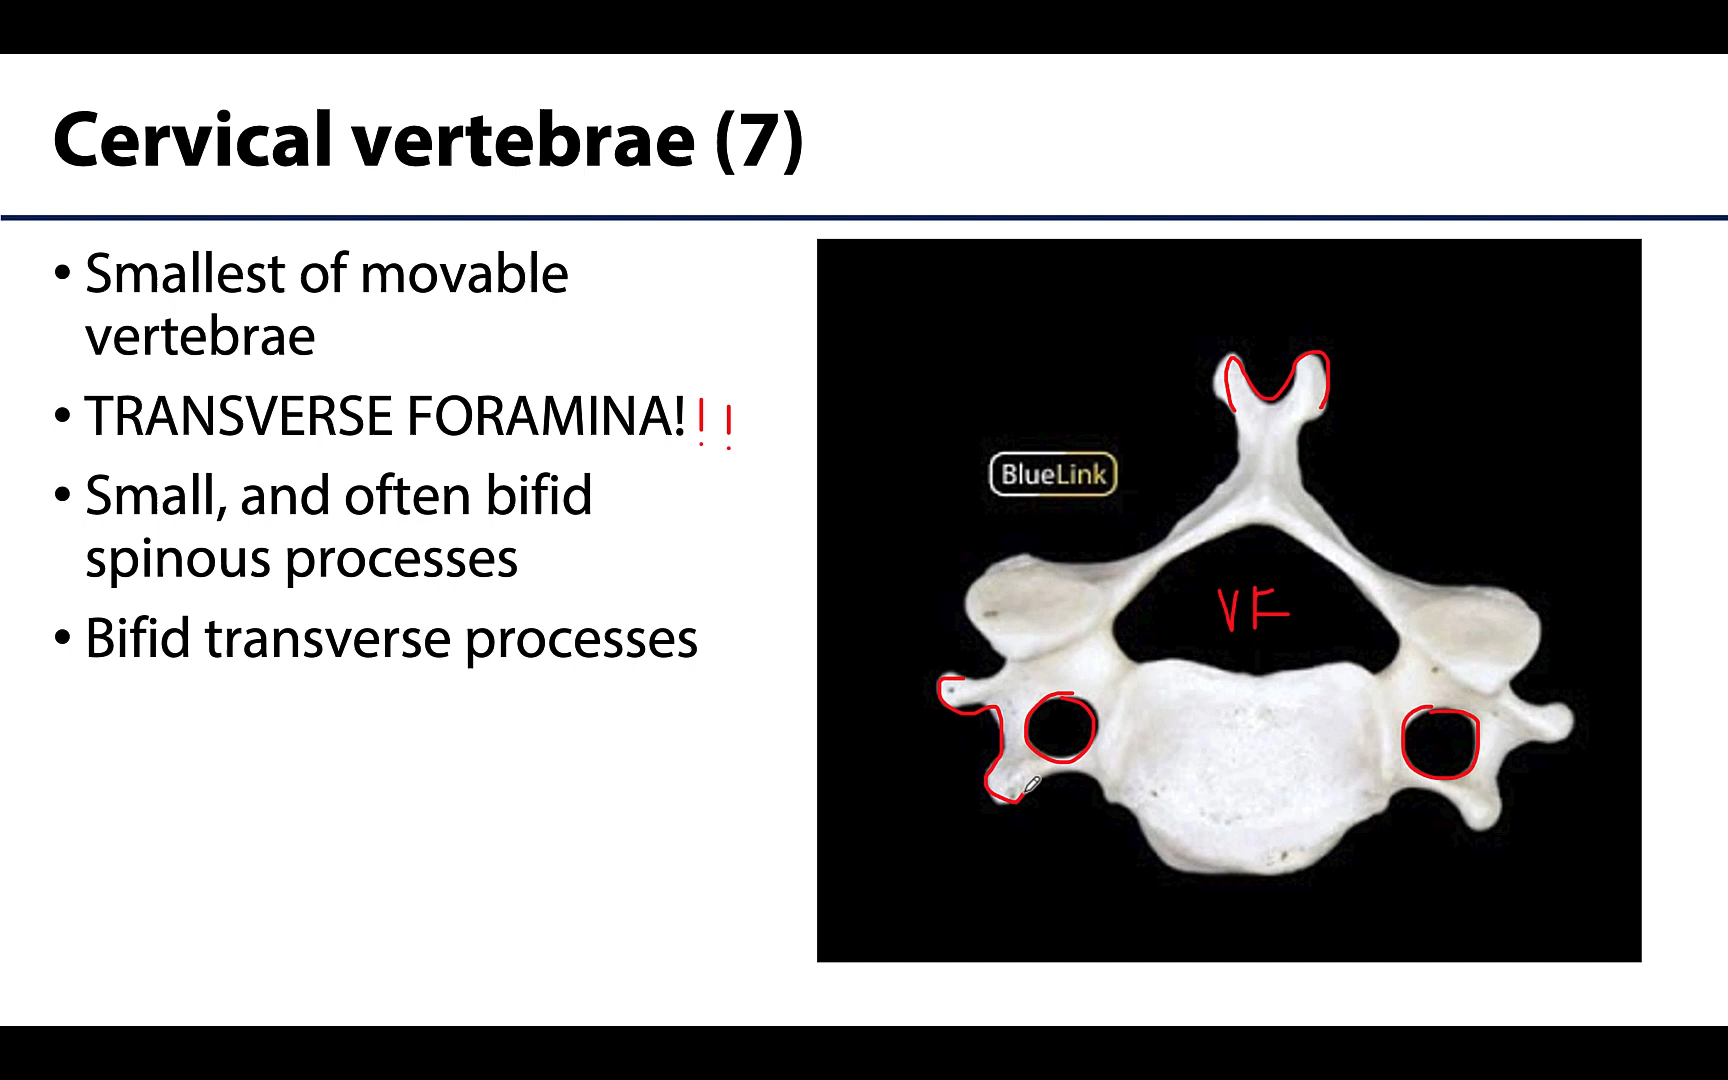 Cervical vertebrae (7)
• Smallest of movable
vertebrae
• TRANSVERSE FORAMINA!!!
• Small, and often bifid
spinous processes
• Bifid transverse processes
BlueLink
VF